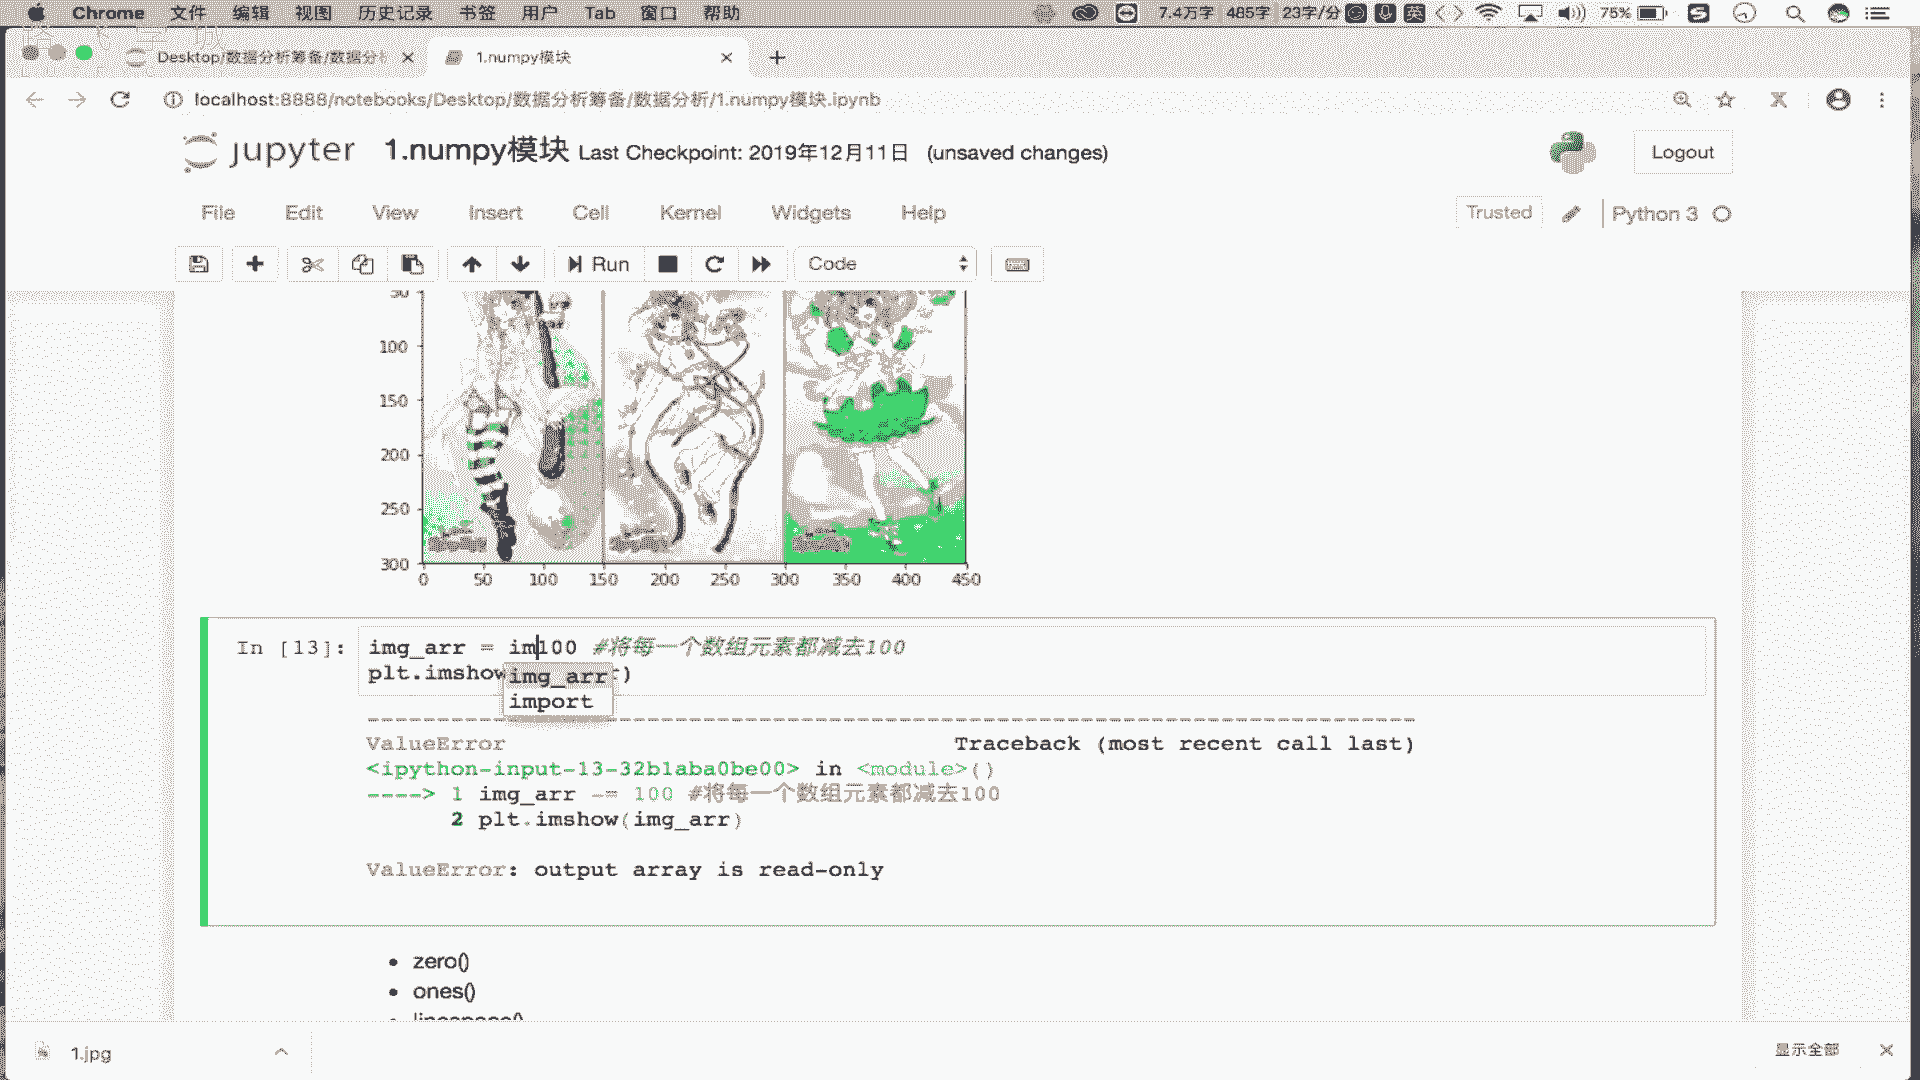 Chrome 文件 编辑 视图 历史记录 书签 用户 Tab 窗口 帮助 7.4万字 485字 23字/分 英 75%
Desktop/数据分析筹备/数据分析 1.numpy模块
localhost:8888/notebooks/Desktop/数据分析筹备/数据分析/1.numpy模块.ipynb
jupyter 1.numpy模块 Last Checkpoint: 2019年12月11日 (unsaved changes) Logout
File Edit View Insert Cell Kernel Widgets Help Trusted Python 3
Run Code
50
100
150
200
250
300
0 50 100 150 200 250 300 350 400 450
In [13]: img_arr = im100 #将每一个数组元素都减去100
plt.imshow )
img_arr
import
ValueError Traceback (most recent call last)
<ipython-input-13-32b1aba0be00> in <module>()
----> 1 img_arr -= 100 #将每一个数组元素都减去100
2 plt.imshow(img_arr)
ValueError: output array is read-only
zero()
ones()
1.jpg 显示全部